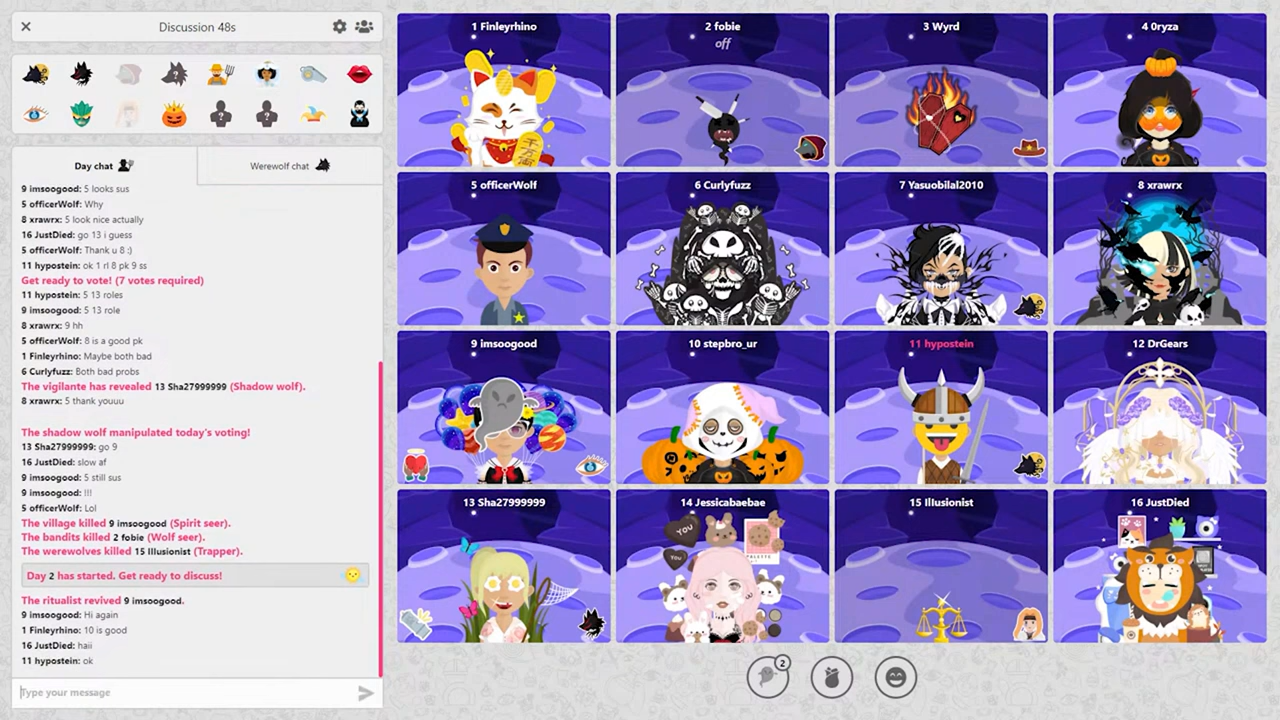 Discussion 48s
Day chat
Werewolf chat
9 imsoogood: 5 looks sus
5 officerWolf: Why
8 xrawrx: 5 look nice actually
16 JustDied: go 13 i guess
5 officerWolf: Thank u 8 :)
11 hypostein: ok 1 rl 8 pk 9 ss
Get ready to vote! (7 votes required)
11 hypostein: 5 13 roles
9 imsoogood: 5 13 role
8 xrawrx: 9 hh
5 officerWolf: 8 is a good pk
1 Finleyrhino: Maybe both bad
6 Curlyfuzz: Both bad probs
The vigilante has revealed 13 Sha27999999 (Shadow wolf).
8 xrawrx: 5 thank youuu
The shadow wolf manipulated today's voting!
13 Sha27999999: go 9
16 JustDied: slow af
9 imsoogood: 5 still sus
9 imsoogood: !!!
5 officerWolf: Lol
The village killed 9 imsoogood (Spirit seer).
The bandits killed 2 fobie (Wolf seer).
The werewolves killed 15 Illusionist (Trapper).
Day 2 has started. Get ready to discuss!
The ritualist revived 9 imsoogood.
9 imsoogood: Hi again
1 Finleyrhino: 10 is good
16 JustDied: haii
11 hypostein: ok
Type your message
1 Finleyrhino
2 fobie
off
3 Wyrd
4 0ryza
5 officerWolf
6 Curlyfuzz
7 Yasuobilal2010
8 xrawrx
9 imsoogood
10 stepbro_ur
11 hypostein
12 DrGears
13 Sha27999999
14 Jessicabaebae
YOU
You
PALETTE
15 Illusionist
16 JustDied
2